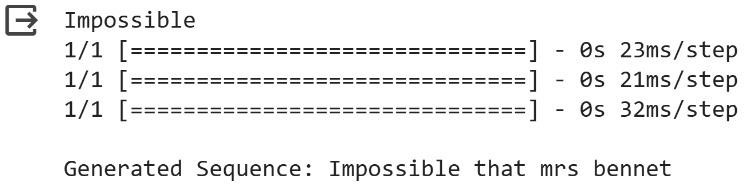 Impossible
1/1 [==============================] - 0s 23ms/step
1/1 [==============================] - 0s 21ms/step
1/1 [==============================] - 0s 32ms/step
Generated Sequence: Impossible that mrs bennet